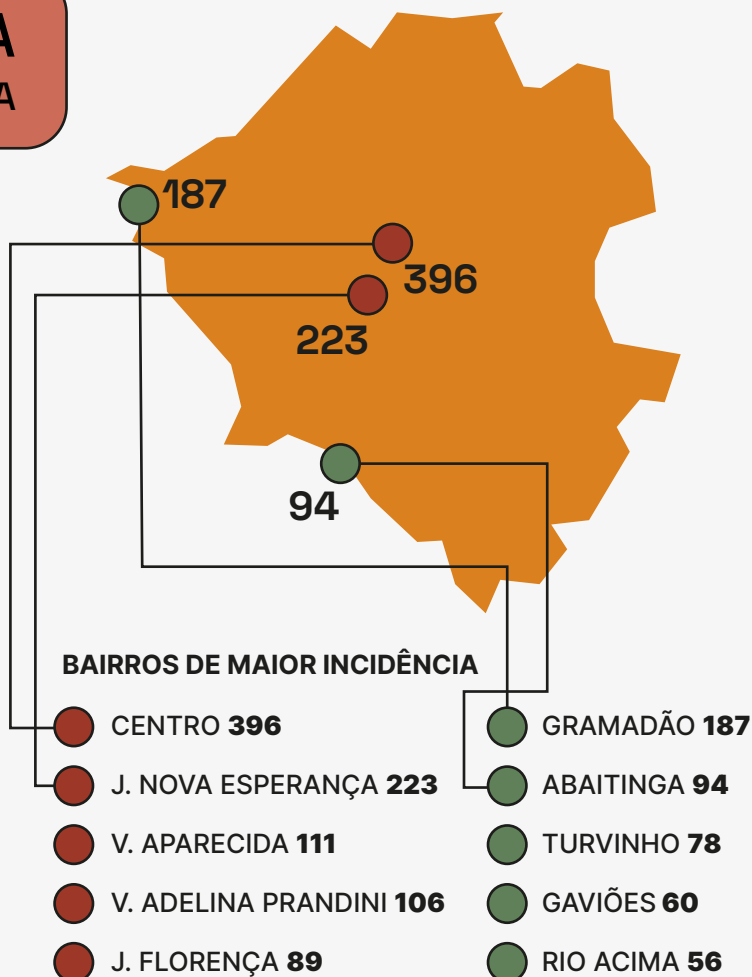 A
A
187
396
223
94
BAIRROS DE MAIOR INCIDÊNCIA
CENTRO 396
J. NOVA ESPERANÇA 223
V. APARECIDA 111
V. ADELINA PRANDINI 106
J. FLORENÇA 89
GRAMADÃO 187
ABAITINGA 94
TURVINHO 78
GAVIÕES 60
RIO ACIMA 56